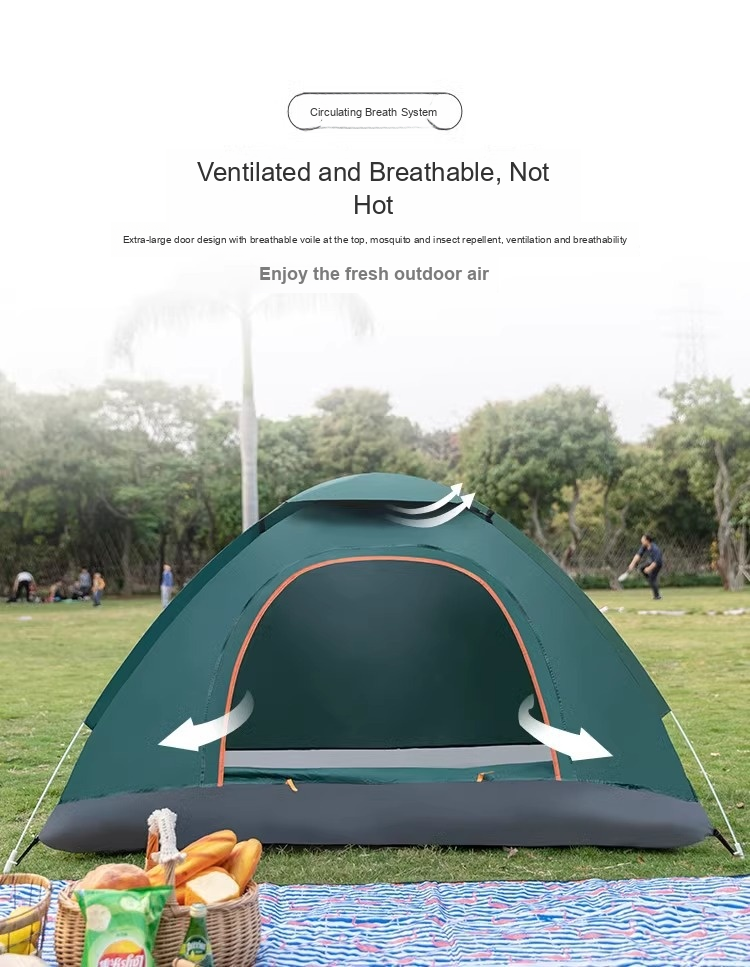 Circulating Breath System
Ventilated and Breathable, Not
Hot
Extra-large door design with breathable voile at the top, mosquito and insect repellent, ventilation and breathability
Enjoy the fresh outdoor air